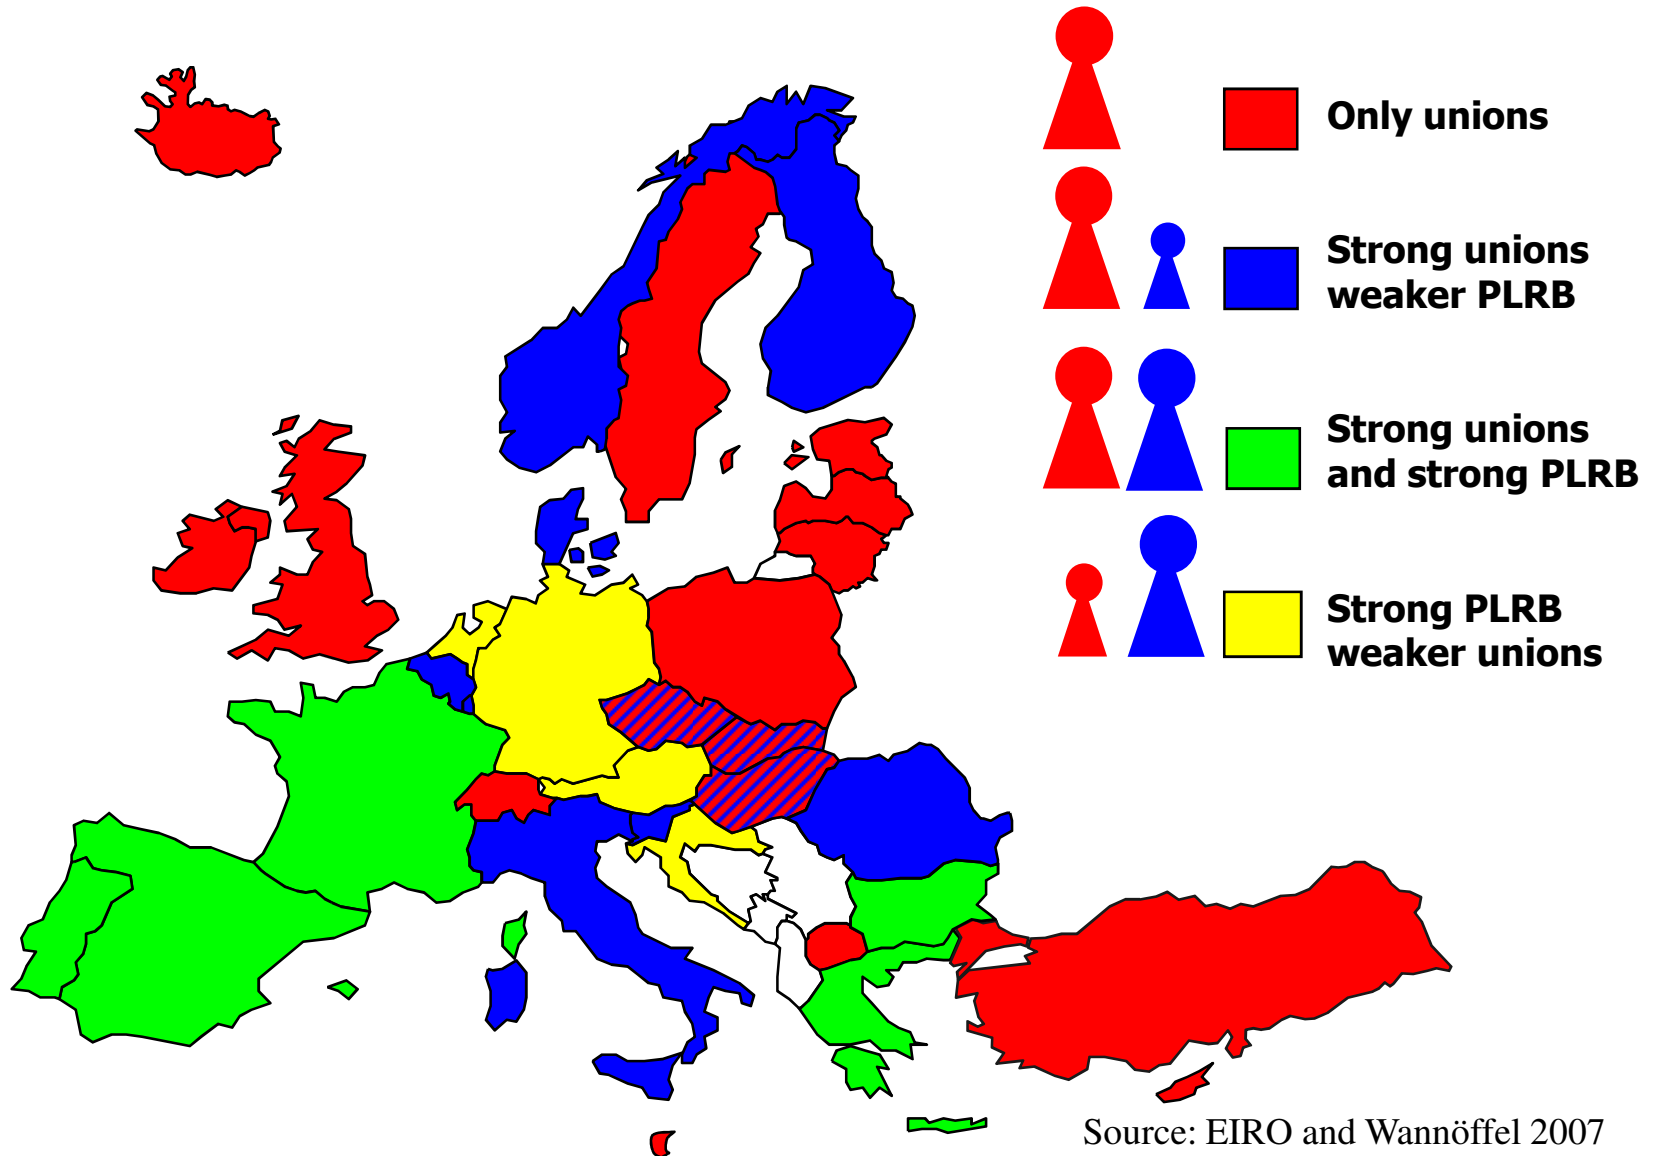 Only unions
Strong unions
weaker PLRB
Strong unions
and strong PLRB
Strong PLRB
weaker unions
Source: EIRO and Wannöffel 2007